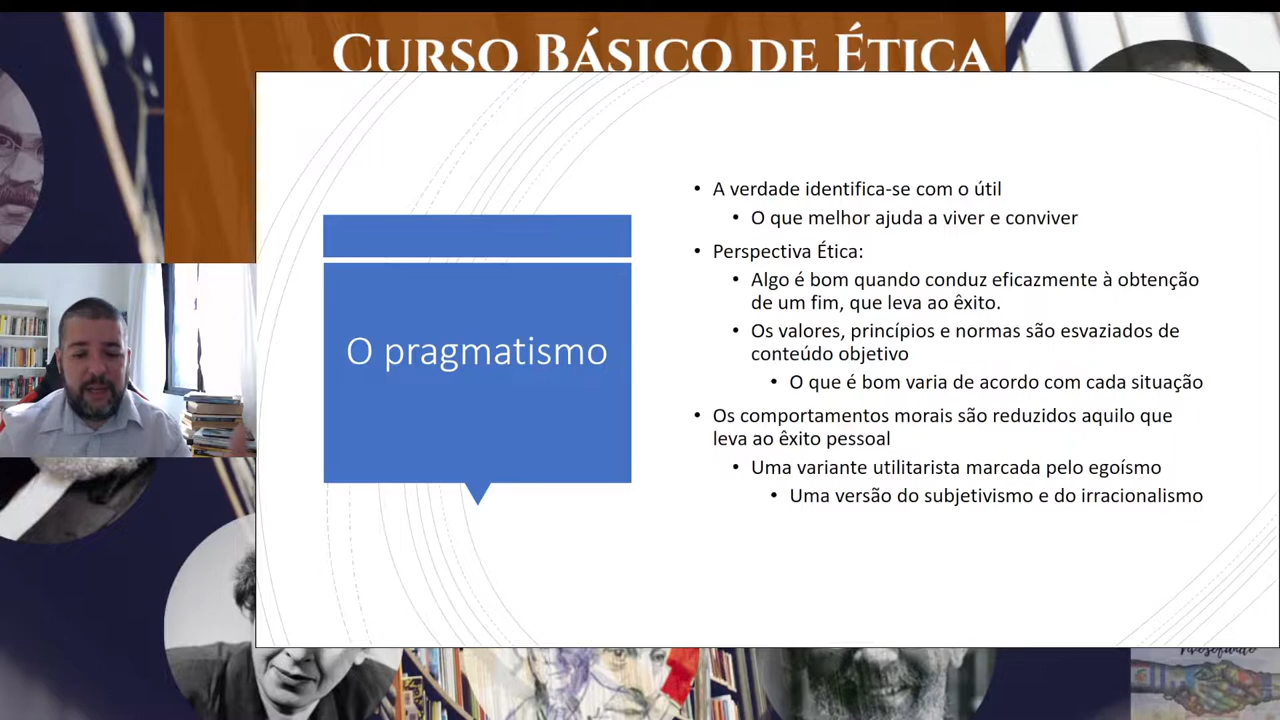 CURSO BÁSICO DE ÉTICA
O pragmatismo
• A verdade identifica-se com o útil
• O que melhor ajuda a viver e conviver
• Perspectiva Ética:
• Algo é bom quando conduz eficazmente à obtenção
de um fim, que leva ao êxito.
• Os valores, princípios e normas são esvaziados de
conteúdo objetivo
• O que é bom varia de acordo com cada situação
• Os comportamentos morais são reduzidos aquilo que
leva ao êxito pessoal
• Uma variante utilitarista marcada pelo egoísmo
• Uma versão do subjetivismo e do irracionalismo